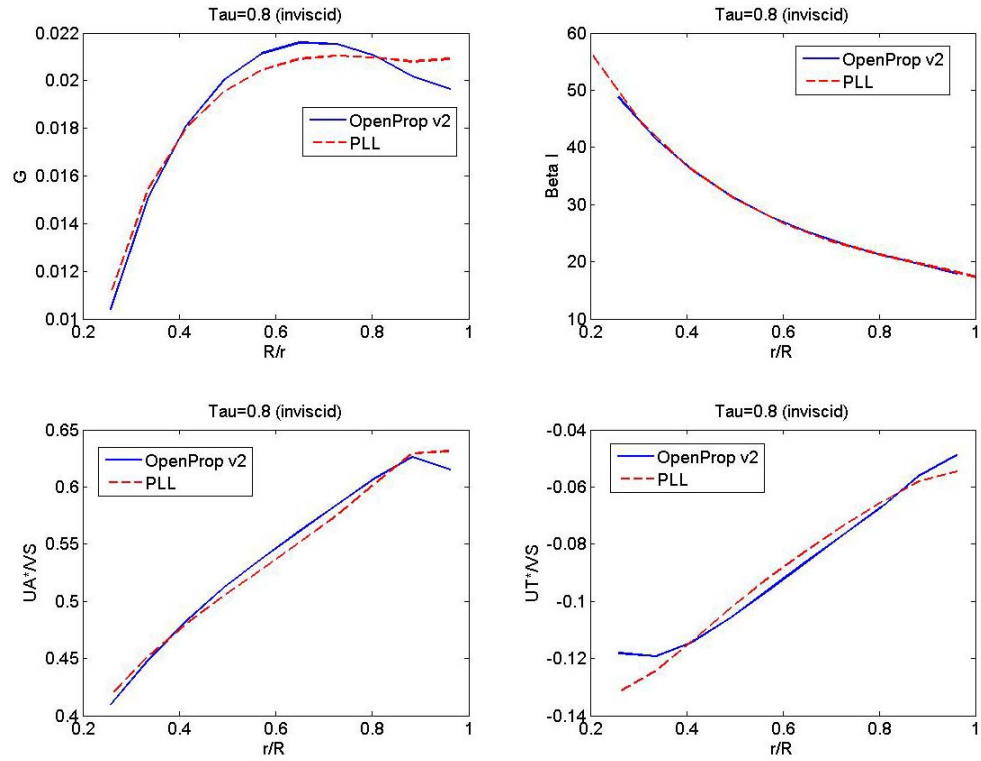 Tau=0.8 (inviscid)
0.022
0.02
0.018
0.016
0.014
0.012
0.01
G
OpenProp v2
PLL
0.2 0.4 0.6 0.8 1
R/r
Tau=0.8 (inviscid)
60
50
40
30
20
10
Beta I
OpenProp v2
PLL
0.2 0.4 0.6 0.8 1
r/R
Tau=0.8 (inviscid)
0.65
0.6
0.55
0.5
0.45
0.4
UA*/VS
OpenProp v2
PLL
0.2 0.4 0.6 0.8 1
r/R
Tau=0.8 (inviscid)
-0.04
-0.06
-0.08
-0.1
-0.12
-0.14
UT*/VS
OpenProp v2
PLL
0.2 0.4 0.6 0.8 1
r/R